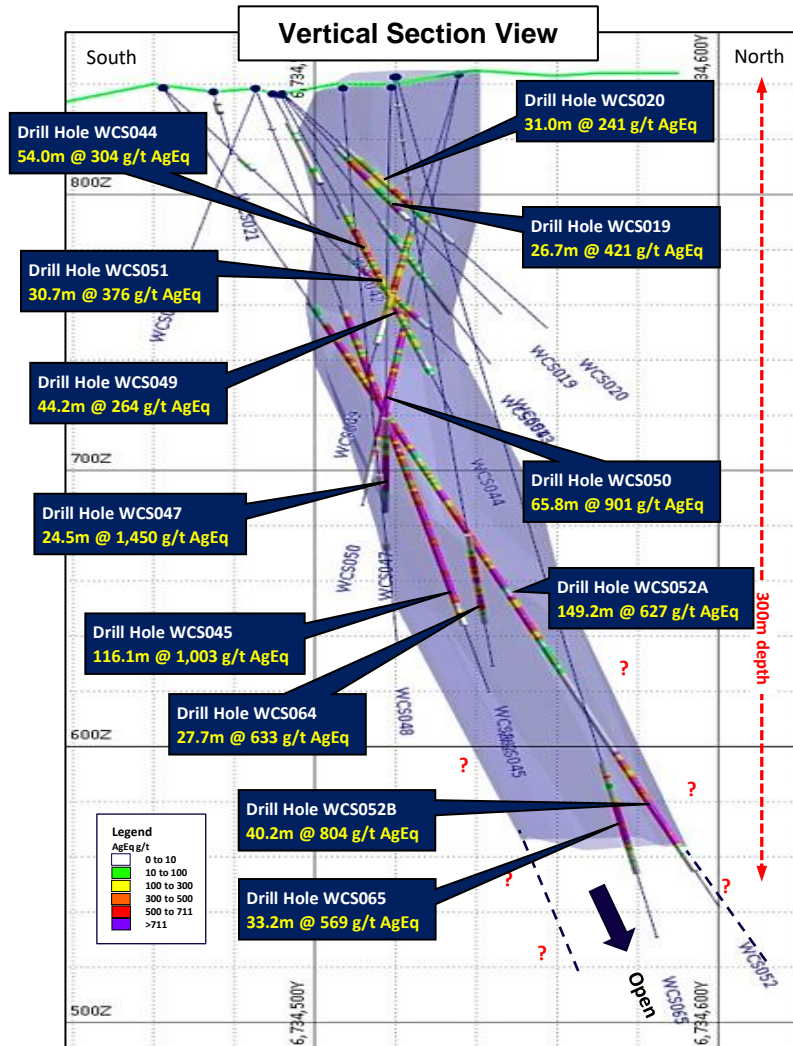 Vertical Section View
South
North
6,734,
34,600Y
Drill Hole WCS020
31.0m @ 241 g/t AgEq
Drill Hole WCS044
54.0m @ 304 g/t AgEq
800Z
Drill Hole WCS019
26.7m @ 421 g/t AgEq
WCS021
Drill Hole WCS051
30.7m @ 376 g/t AgEq
WCS042
WCS019
WCS020
Drill Hole WCS049
44.2m @ 264 g/t AgEq
700Z
WCS044
Drill Hole WCS050
65.8m @ 901 g/t AgEq
Drill Hole WCS047
24.5m @ 1,450 g/t AgEq
WCS050
WCS047
Drill Hole WCS052A
149.2m @ 627 g/t AgEq
300m depth
Drill Hole WCS045
116.1m @ 1,003 g/t AgEq
?
Drill Hole WCS064
27.7m @ 633 g/t AgEq
WCS048
WCS045
600Z
?
?
Drill Hole WCS052B
40.2m @ 804 g/t AgEq
Legend
AgEq g/t
0 to 10
10 to 100
100 to 300
300 to 500
500 to 711
>711
?
?
Drill Hole WCS065
33.2m @ 569 g/t AgEq
?
WCS052
Open
WCS065
500Z
6,734,500Y
6,734,600Y